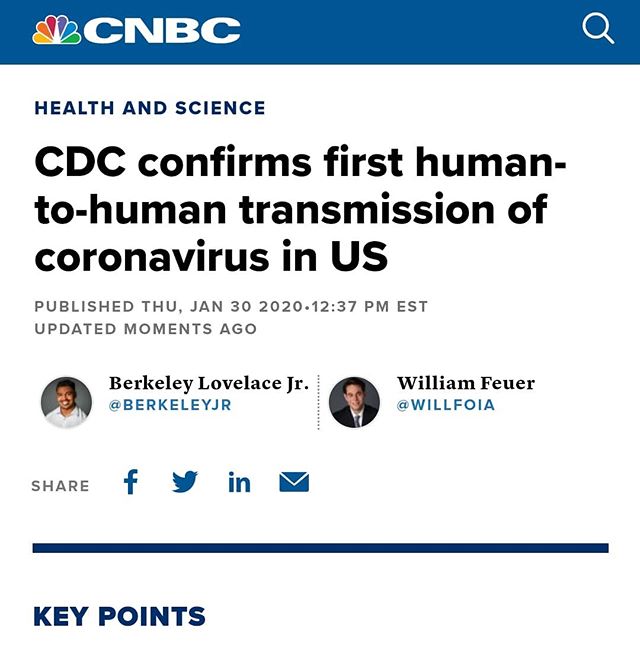 CNBC
HEALTH AND SCIENCE
CDC confirms first human-
to-human transmission of
coronavirus in US
PUBLISHED THU, JAN 30 2020•12:37 PM EST
UPDATED MOMENTS AGO
Berkeley Lovelace Jr.
@BERKELEYJR
William Feuer
@WILLFOIA
SHARE
KEY POINTS